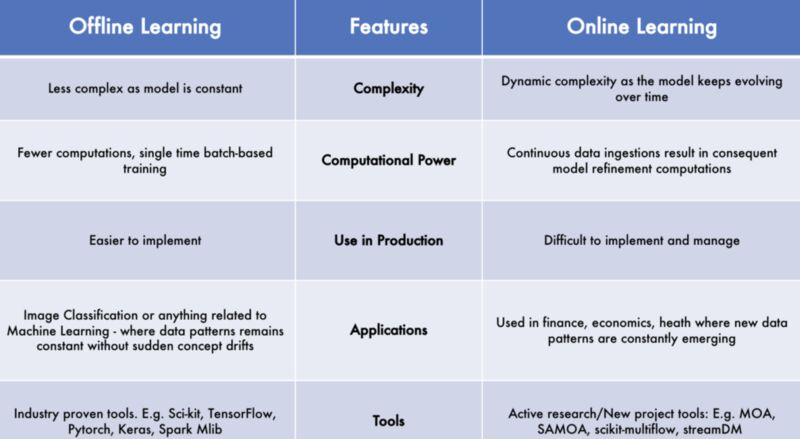 Offline Learning
Features
Online Learning
Less complex as model is constant
Complexity
Dynamic complexity as the model keeps evolving
over time
Fewer computations, single time batch-based
training
Computational Power
Continuous data ingestions result in consequent
model refinement computations
Easier to implement
Use in Production
Difficult to implement and manage
Image Classification or anything related to
Machine Learning - where data patterns remains
constant without sudden concept drifts
Applications
Used in finance, economics, heath where new data
patterns are constantly emerging
Industry proven tools. E.g. Sci-kit, TensorFlow,
Pytorch, Keras, Spark Mlib
Tools
Active research/New project tools: E.g. MOA,
SAMOA, scikit-multiflow, streamDM